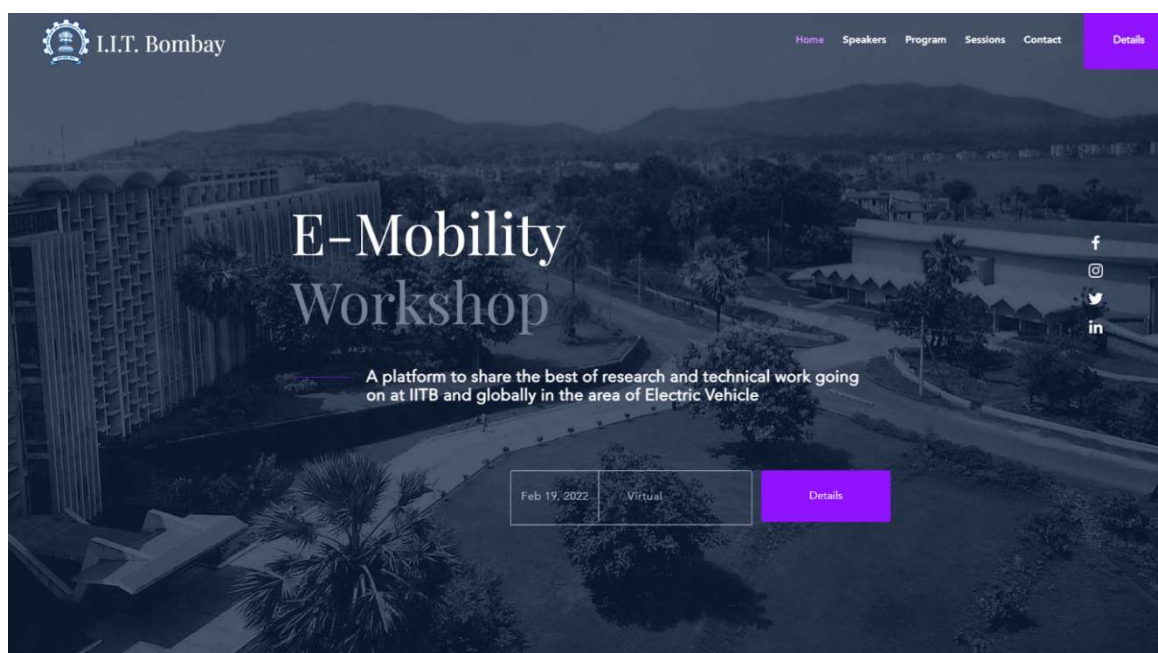 I.I.T. Bombay
Home Speakers Program Sessions Contact Details
E-Mobility
Workshop
A platform to share the best of research and technical work going
on at IITB and globally in the area of Electric Vehicle
Feb 19, 2022 Virtual Details